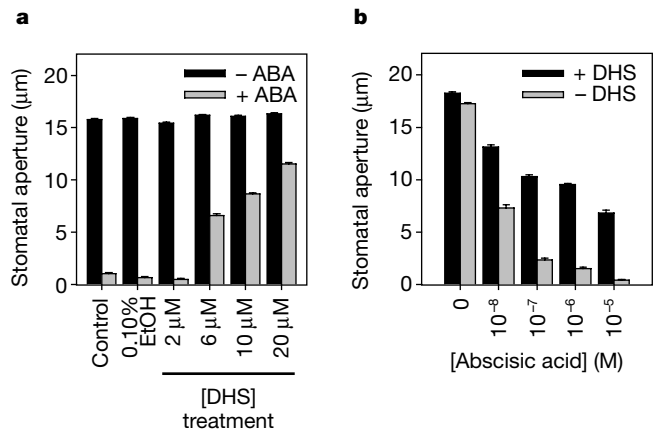 a
Stomatal aperture (μm)
20
15
10
5
0
– ABA
+ ABA
Control
0.10%
EtOH
2 μM
6 μM
10 μM
20 μM
[DHS]
treatment
b
Stomatal aperture (μm)
20
15
10
5
0
+ DHS
– DHS
0
10⁻⁸
10⁻⁷
10⁻⁶
10⁻⁵
[Abscisic acid] (M)